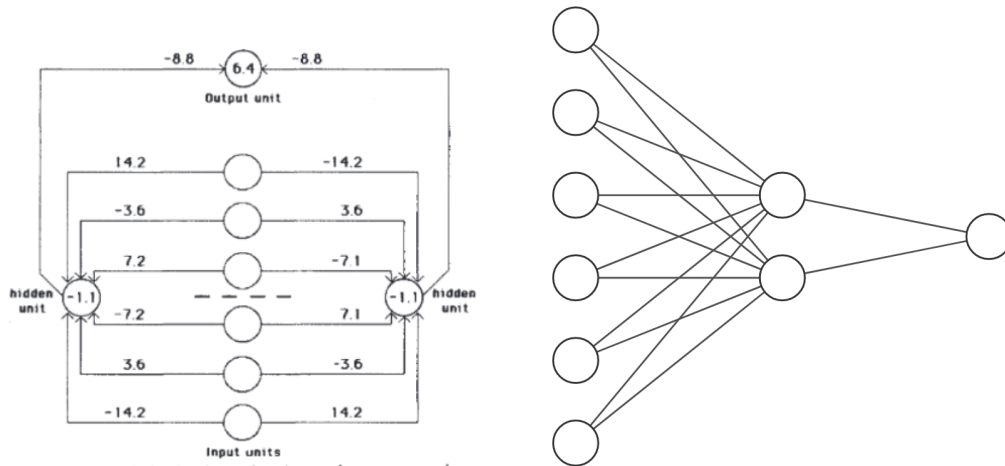 -8.8 6.4 -8.8
Output unit
14.2 -14.2
-3.6 3.6
7.2 -7.1
hidden unit -1.1 -1.1 hidden unit
-7.2 7.1
3.6 -3.6
-14.2 14.2
Input units